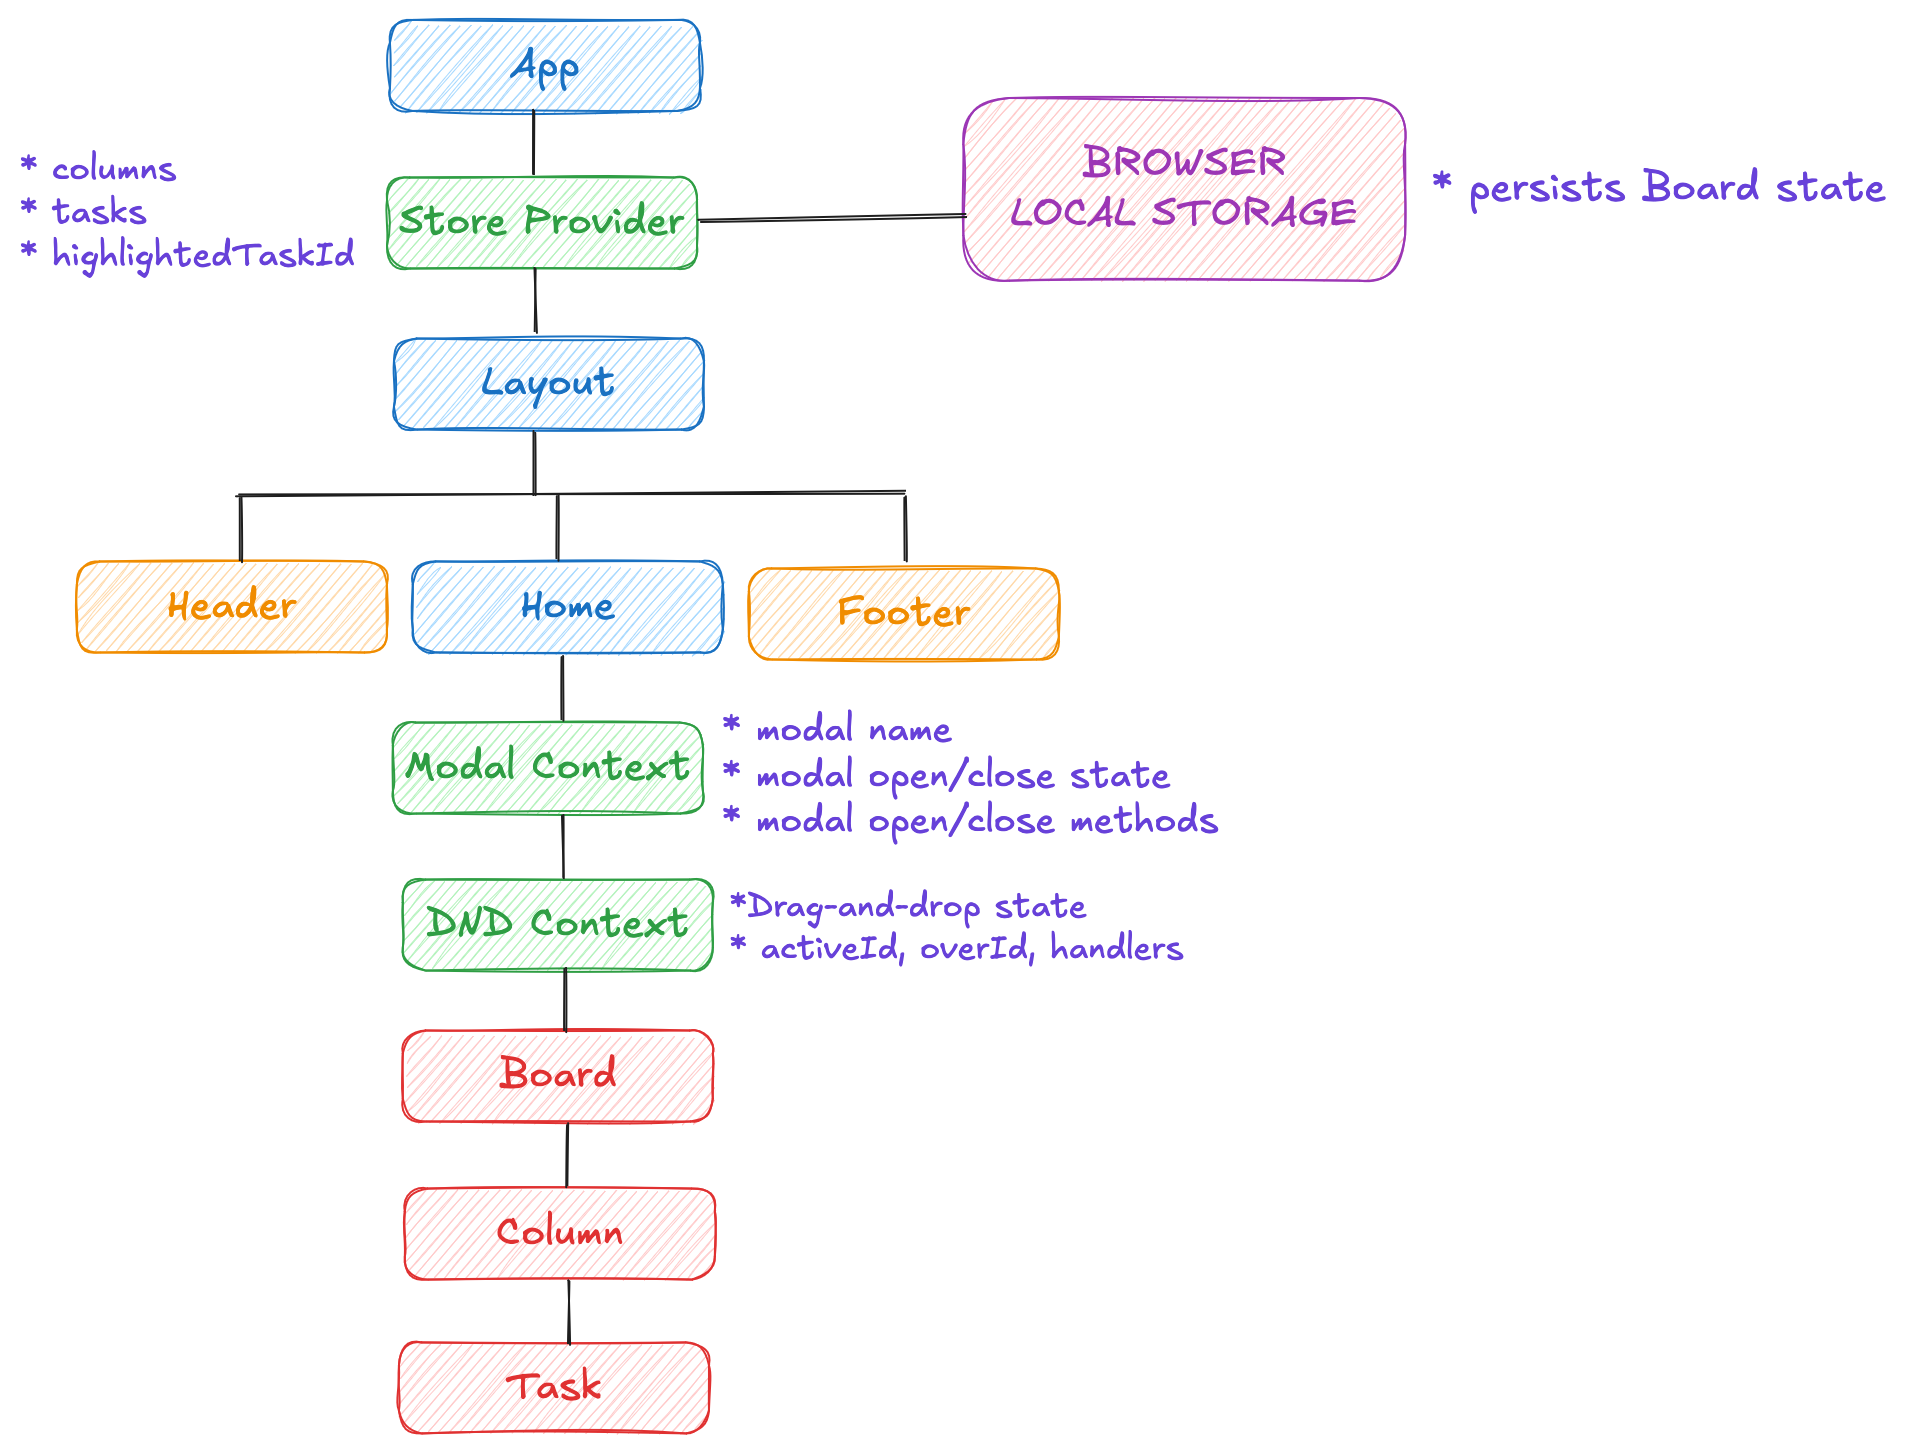 App
* columns
* tasks
* highlightedTaskId
Store Provider
BROWSER
LOCAL STORAGE
* persists Board state
Layout
Header
Home
Footer
Modal Context
* modal name
* modal open/close state
* modal open/close methods
DND Context
*Drag-and-drop state
* activeId, overId, handlers
Board
Column
Task